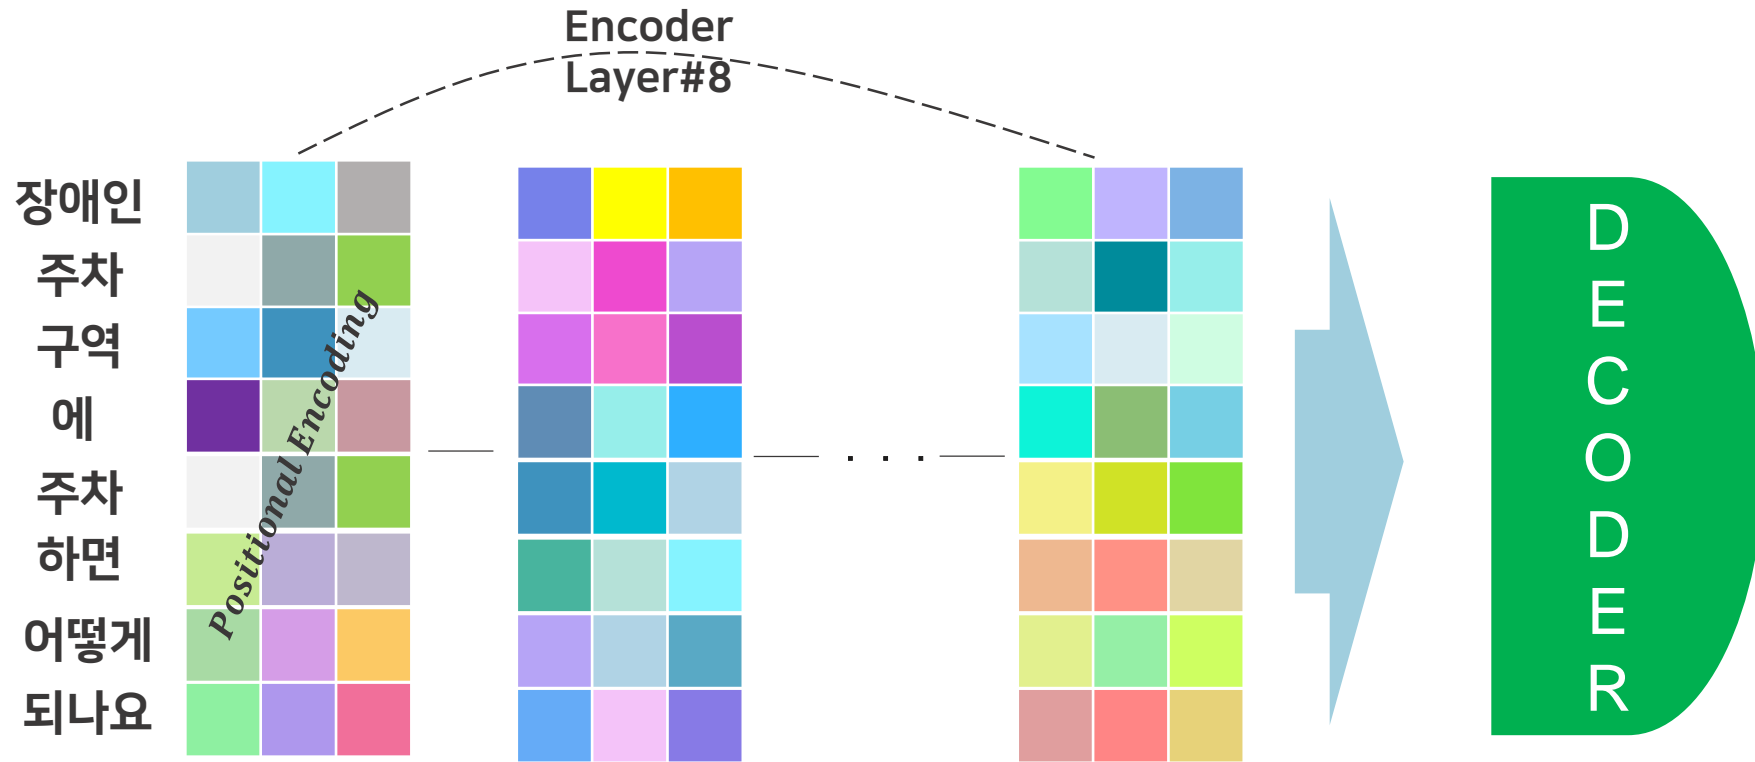 Encoder
Layer#8
장애인
주차
구역
에
주차
하면
어떻게
되나요
Positional Encoding
. . .
DECODER